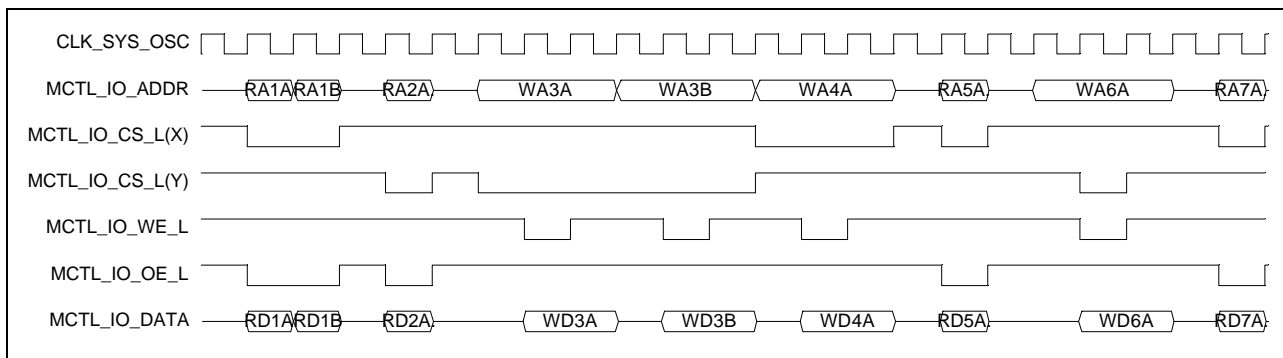 CLK_SYS_OSC
MCTL_IO_ADDR RA1A RA1B RA2A WA3A WA3B WA4A RA5A WA6A RA7A
MCTL_IO_CS_L(X)
MCTL_IO_CS_L(Y)
MCTL_IO_WE_L
MCTL_IO_OE_L
MCTL_IO_DATA RD1A RD1B RD2A WD3A WD3B WD4A RD5A WD6A RD7A